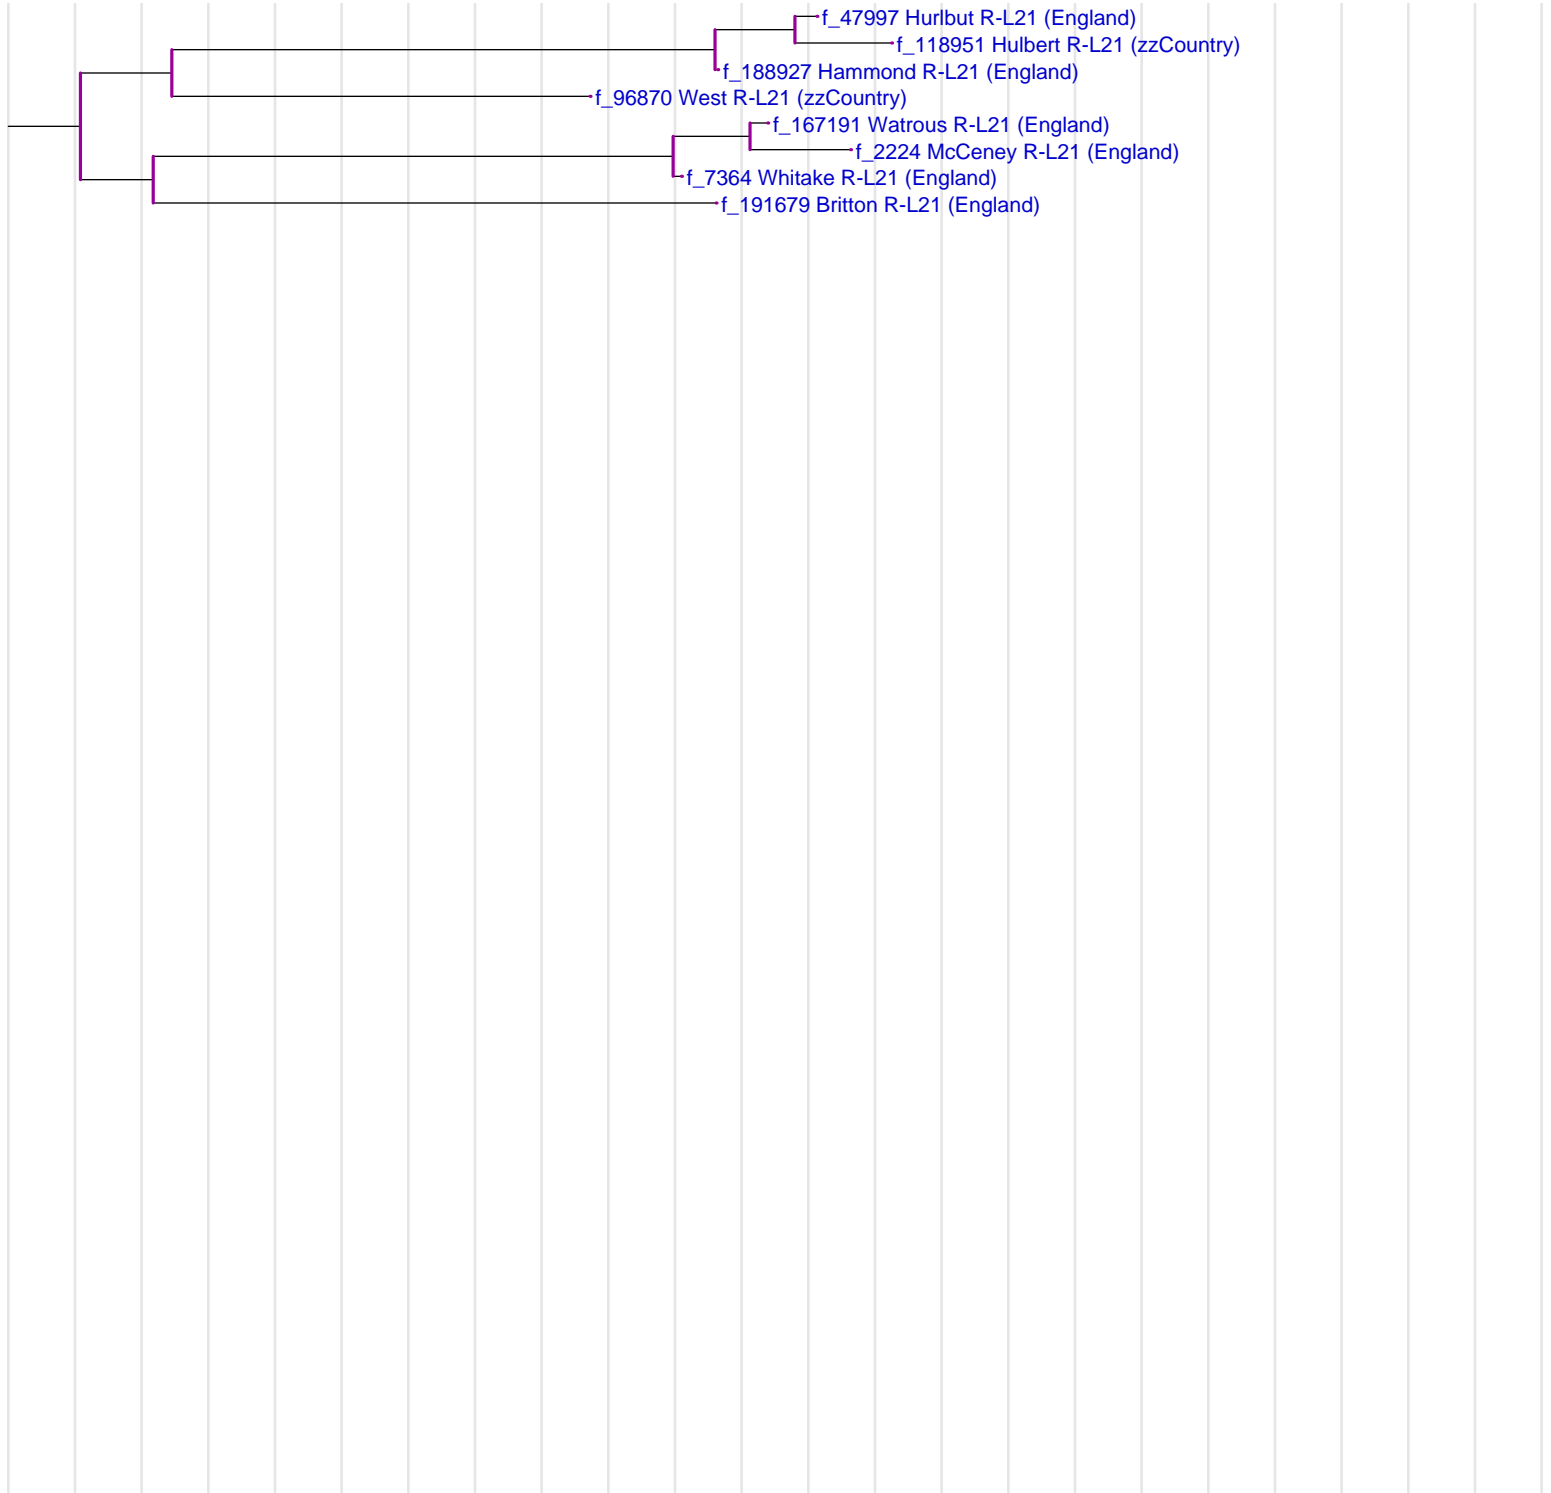 f_47997 Hurlbut R-L21 (England)
f_118951 Hulbert R-L21 (zzCountry)
f_188927 Hammond R-L21 (England)
f_96870 West R-L21 (zzCountry)
f_167191 Watrous R-L21 (England)
f_2224 McCeney R-L21 (England)
f_7364 Whitake R-L21 (England)
f_191679 Britton R-L21 (England)